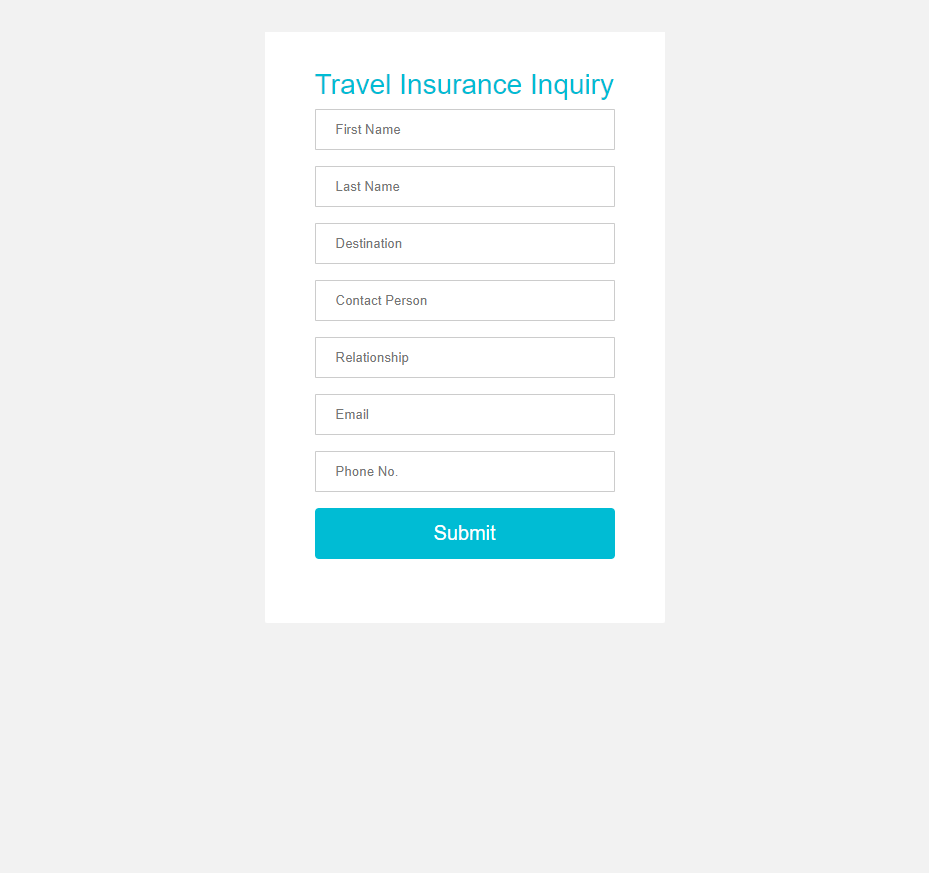 Travel Insurance Inquiry
First Name
Last Name
Destination
Contact Person
Relationship
Email
Phone No.
Submit